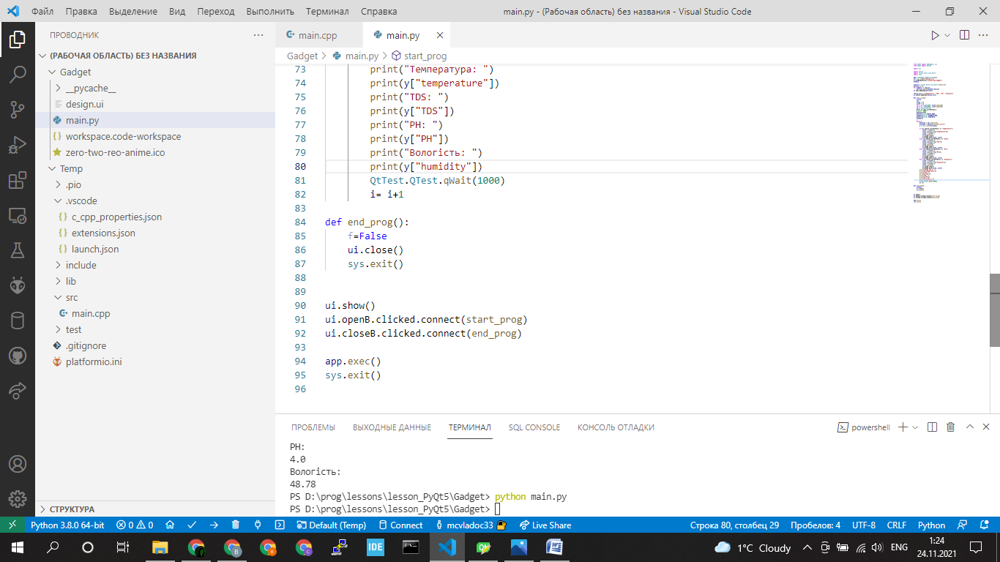 Файл Правка Выделение Вид Переход Выполнить Терминал Справка main.py - (Рабочая область) без названия - Visual Studio Code
ПРОВОДНИК
(РАБОЧАЯ ОБЛАСТЬ) БЕЗ НАЗВАНИЯ
Gadget
__pycache__
design.ui
main.py
workspace.code-workspace
zero-two-reo-anime.ico
Temp
.pio
.vscode
c_cpp_properties.json
extensions.json
launch.json
include
lib
src
main.cpp
test
.gitignore
platformio.ini
СТРУКТУРА
main.cpp main.py
Gadget > main.py > start_prog
73 print("Температура: ")
74 print(y["temperature"])
75 print("TDS: ")
76 print(y["TDS"])
77 print("PH: ")
78 print(y["PH"])
79 print("Вологість: ")
80 print(y["humidity"])
81 QtTest.QTest.qWait(1000)
82 i= i+1
83
84 def end_prog():
85 f=False
86 ui.close()
87 sys.exit()
88
89
90 ui.show()
91 ui.openB.clicked.connect(start_prog)
92 ui.closeB.clicked.connect(end_prog)
93
94 app.exec()
95 sys.exit()
96
ПРОБЛЕМЫ ВЫХОДНЫЕ ДАННЫЕ ТЕРМИНАЛ SQL CONSOLE КОНСОЛЬ ОТЛАДКИ powershell
PH:
4.0
Вологість:
48.78
PS D:\prog\lessons\lesson_PyQt5\Gadget> python main.py
PS D:\prog\lessons\lesson_PyQt5\Gadget>
Python 3.8.0 64-bit 0 0 Default (Temp) Connect mcvladoc33 Live Share Строка 80, столбец 29 Пробелов: 4 UTF-8 CRLF Python
IDE 1°C Cloudy ENG 1:24
24.11.2021